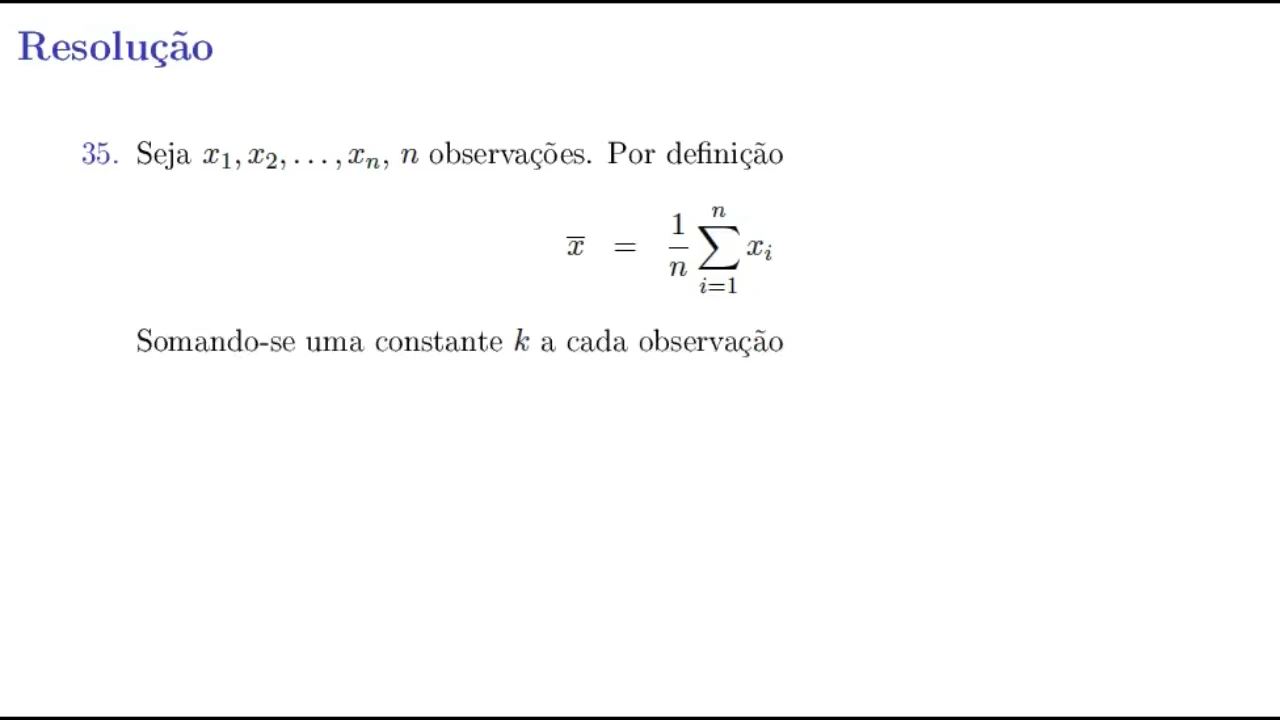 Resolução
35. Seja x₁, x₂, . . . , xₙ, n observações. Por definição
x̅ = 1/n ∑ᵢ₌₁ⁿ xᵢ
Somando-se uma constante k a cada observação